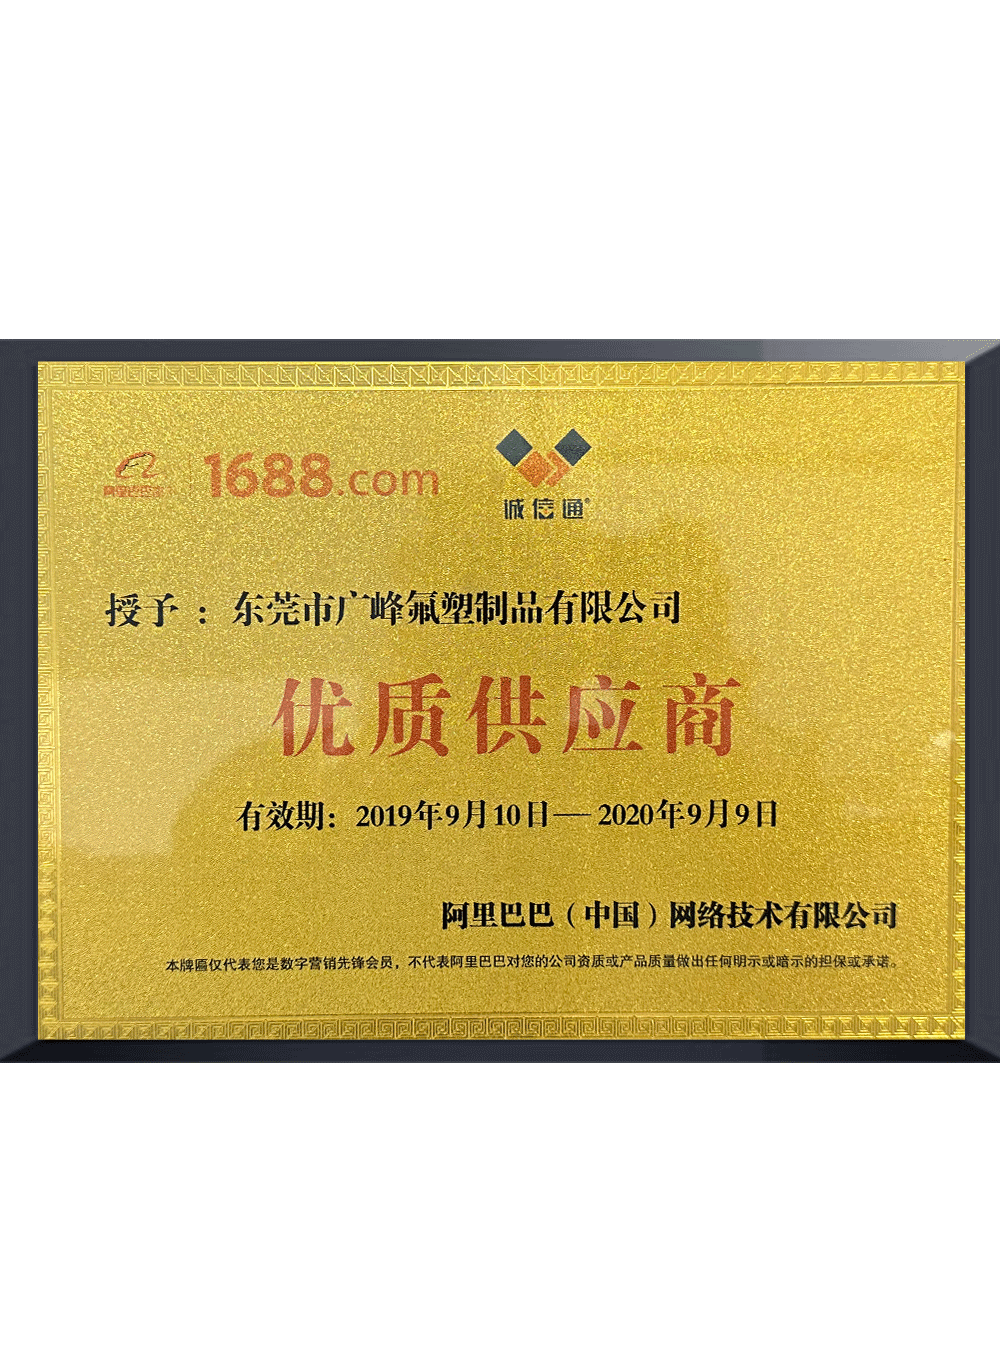 阿里巴巴 1688.com
诚信通®
授予：东莞市广峰氟塑制品有限公司
优质供应商
有效期：2019年9月10日—2020年9月9日
阿里巴巴（中国）网络技术有限公司
本牌匾仅代表您是数字营销先锋会员，不代表阿里巴巴对您的公司资质或产品质量做出任何明示或暗示的担保或承诺。